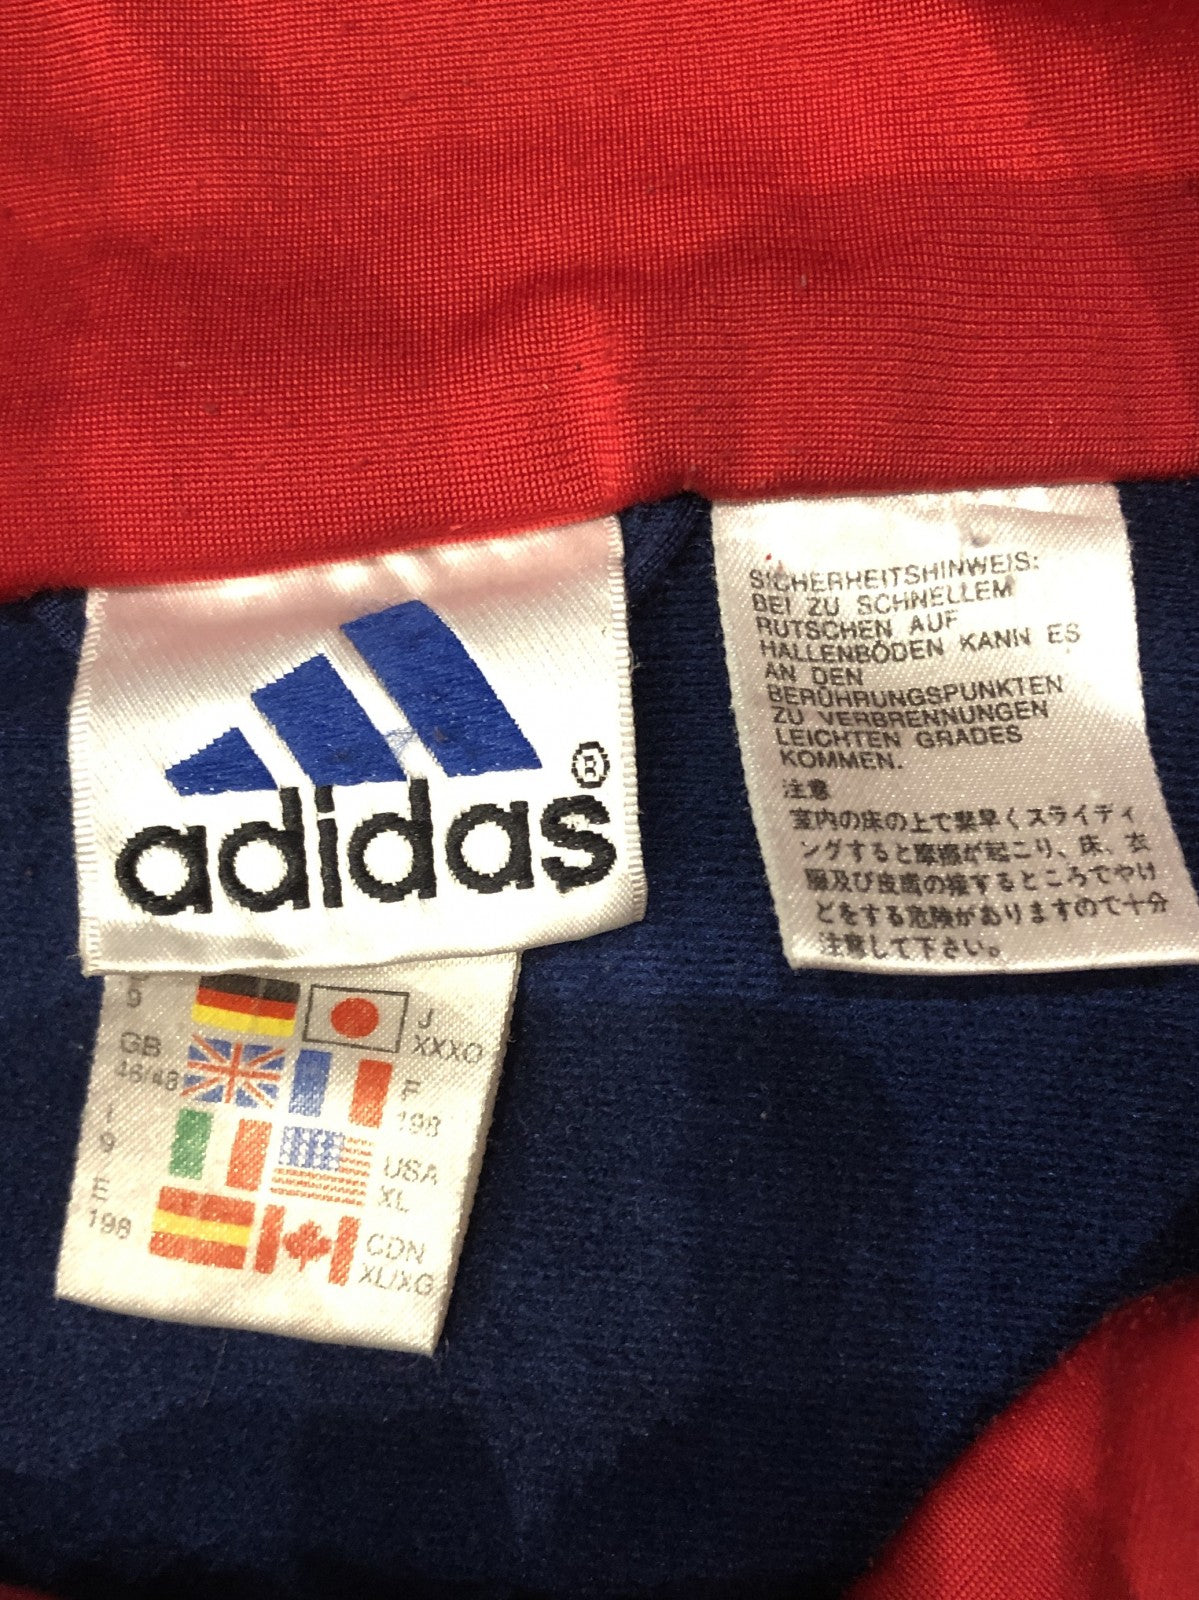 adidas®
5
GB
46/48
I
9
E
198
J
XXXO
F
198
USA
XL
CDN
XL/XG
SICHERHEITSHINWEIS:
BEI ZU SCHNELLEM
RUTSCHEN AUF
HALLENBÖDEN KANN ES
AN DEN
BERÜHRUNGSPUNKTEN
ZU VERBRENNUNGEN
LEICHTEN GRADES
KOMMEN.
注意
室内の床の上で素早くスライディ
ングすると摩擦が起こり、床、衣
服及び皮膚の接するところでやけ
どをする危険がありますので十分
注意して下さい。